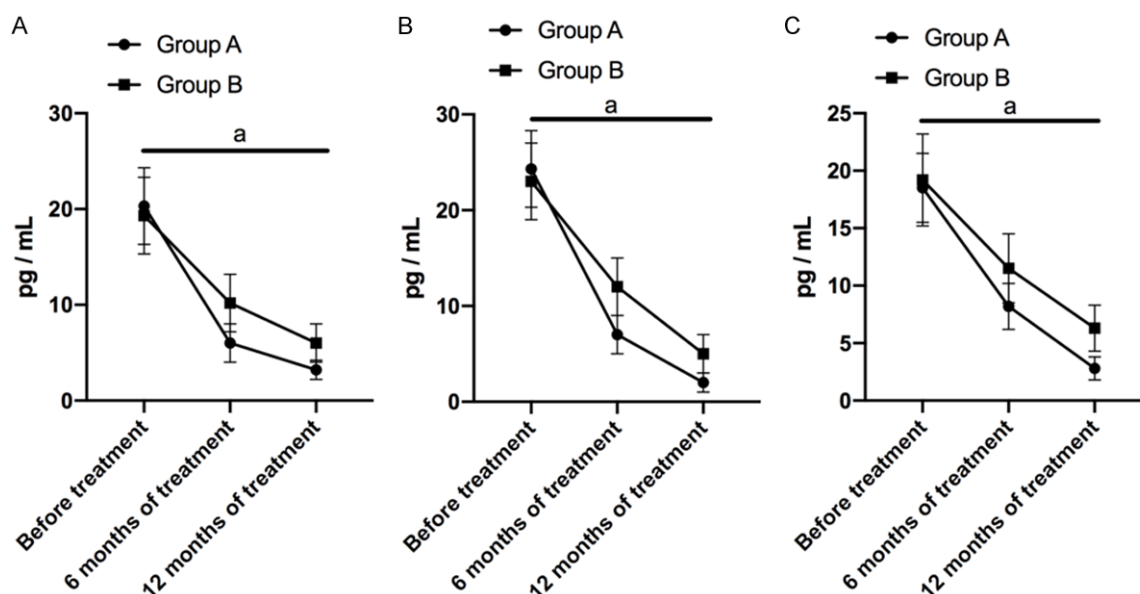 A
Group A
Group B
a
30
20
10
0
pg / mL
Before treatment
6 months of treatment
12 months of treatment
B
Group A
Group B
a
30
20
10
0
pg / mL
Before treatment
6 months of treatment
12 months of treatment
C
Group A
Group B
a
25
20
15
10
5
0
pg / mL
Before treatment
6 months of treatment
12 months of treatment